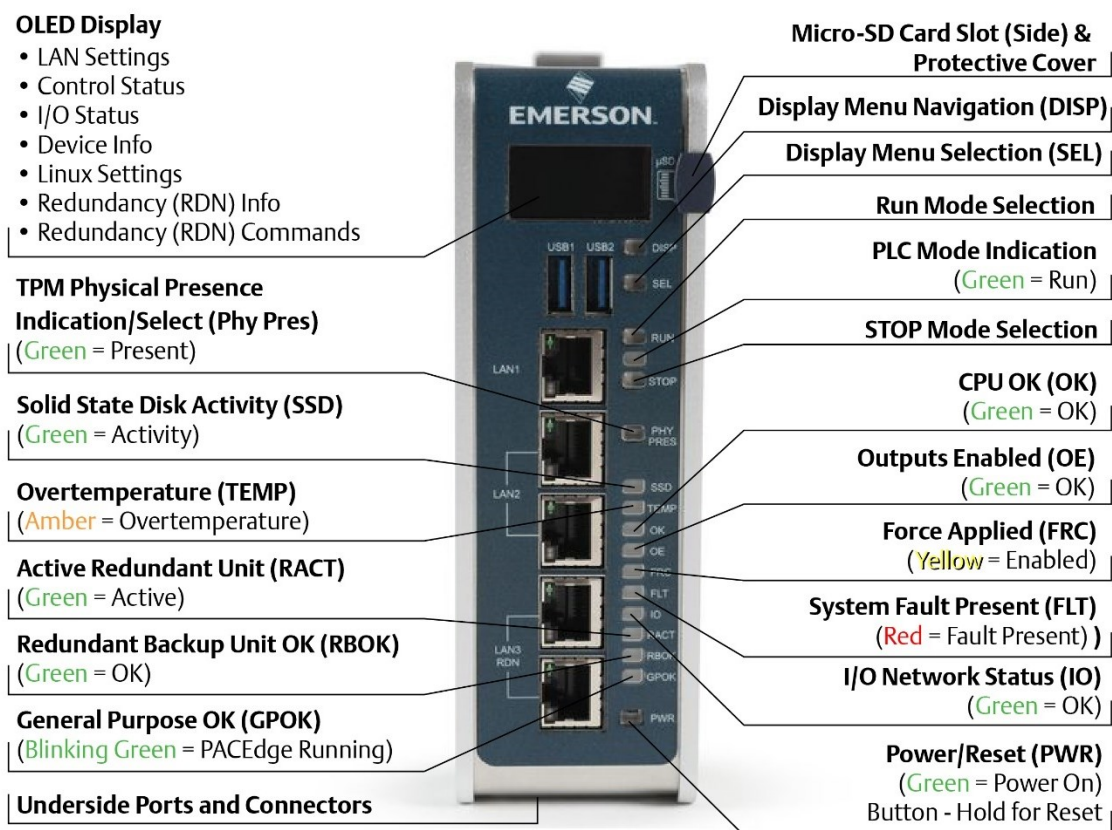 OLED Display
• LAN Settings
• Control Status
• I/O Status
• Device Info
• Linux Settings
• Redundancy (RDN) Info
• Redundancy (RDN) Commands
TPM Physical Presence
Indication/Select (Phy Pres)
(Green = Present)
Solid State Disk Activity (SSD)
(Green = Activity)
Overtemperature (TEMP)
(Amber = Overtemperature)
Active Redundant Unit (RACT)
(Green = Active)
Redundant Backup Unit OK (RBOK)
(Green = OK)
General Purpose OK (GPOK)
(Blinking Green = PACEdge Running)
Underside Ports and Connectors
EMERSON.
µSD
USB1 USB2 DISP
SEL
RUN
LAN1
STOP
PHY
PRES
LAN2
SSD
TEMP
OK
OE
FRC
FLT
IO
RACT
LAN3
RDN
RBOK
GPOK
PWR
Micro-SD Card Slot (Side) &
Protective Cover
Display Menu Navigation (DISP)
Display Menu Selection (SEL)
Run Mode Selection
PLC Mode Indication
(Green = Run)
STOP Mode Selection
CPU OK (OK)
(Green = OK)
Outputs Enabled (OE)
(Green = OK)
Force Applied (FRC)
(Yellow = Enabled)
System Fault Present (FLT)
(Red = Fault Present) )
I/O Network Status (IO)
(Green = OK)
Power/Reset (PWR)
(Green = Power On)
Button - Hold for Reset